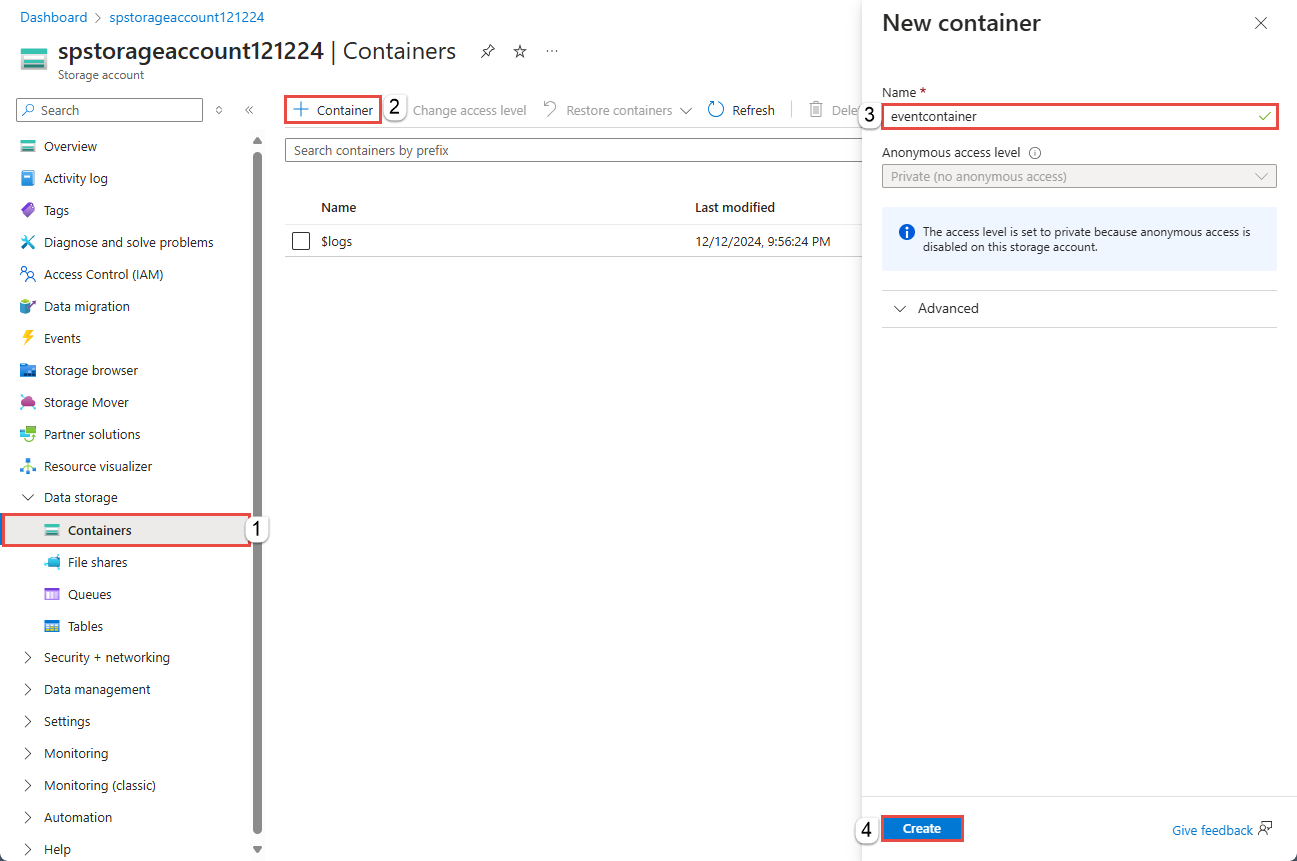 Dashboard > spstorageaccount121224
spstorageaccount121224 | Containers
Storage account
Search
Overview
Activity log
Tags
Diagnose and solve problems
Access Control (IAM)
Data migration
Events
Storage browser
Storage Mover
Partner solutions
Resource visualizer
Data storage
Containers 1
File shares
Queues
Tables
Security + networking
Data management
Settings
Monitoring
Monitoring (classic)
Automation
Help
+ Container 2 Change access level Restore containers Refresh Dele
Search containers by prefix
Name Last modified
$logs 12/12/2024, 9:56:24 PM
New container
Name *
3 eventcontainer
Anonymous access level
Private (no anonymous access)
The access level is set to private because anonymous access is
disabled on this storage account.
Advanced
4 Create Give feedback